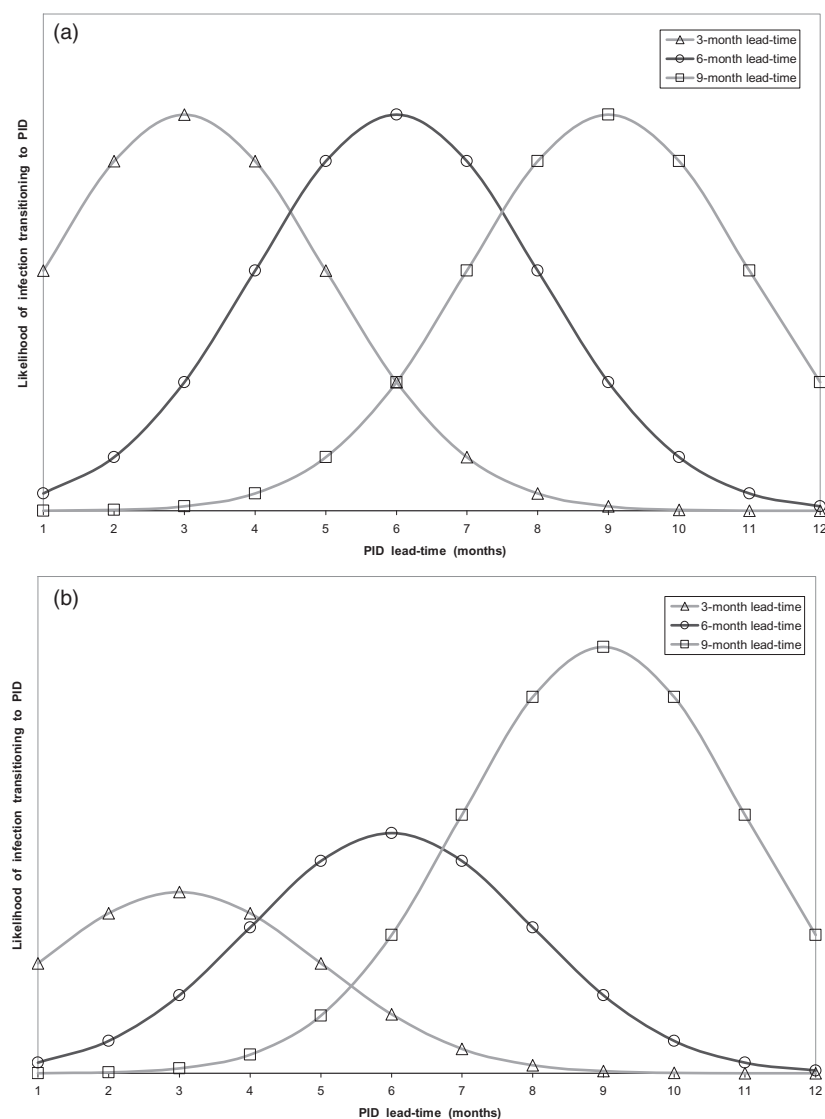 (a)
3-month lead-time
6-month lead-time
9-month lead-time
Likelihood of infection transitioning to PID
1 2 3 4 5 6 7 8 9 10 11 12
PID lead-time (months)
(b)
3-month lead-time
6-month lead-time
9-month lead-time
Likelihood of infection transitioning to PID
1 2 3 4 5 6 7 8 9 10 11 12
PID lead-time (months)